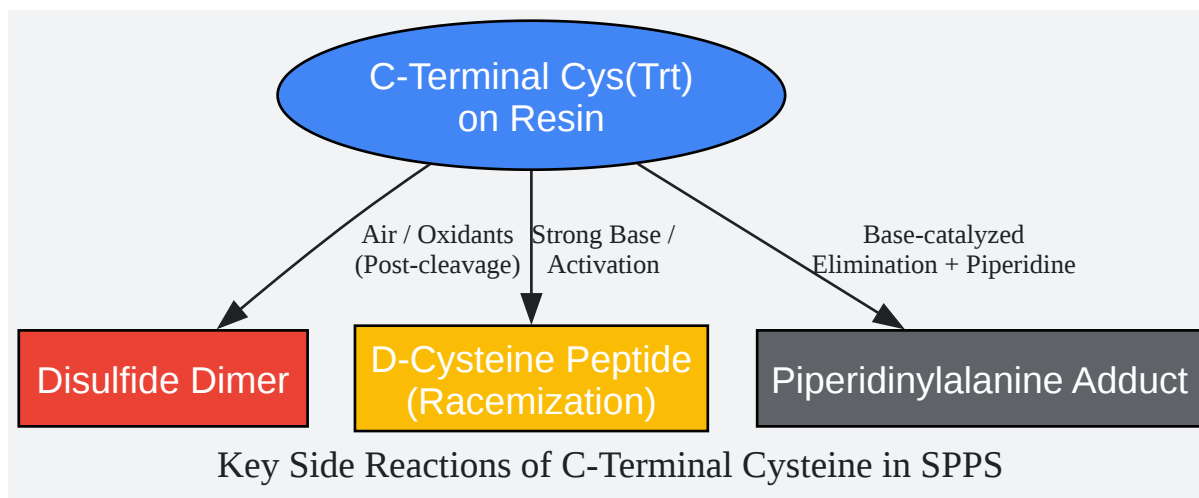 C-Terminal Cys(Trt)
on Resin
Air / Oxidants
(Post-cleavage)
Strong Base /
Activation
Base-catalyzed
Elimination + Piperidine
Disulfide Dimer
D-Cysteine Peptide
(Racemization)
Piperidinylalanine Adduct
Key Side Reactions of C-Terminal Cysteine in SPPS